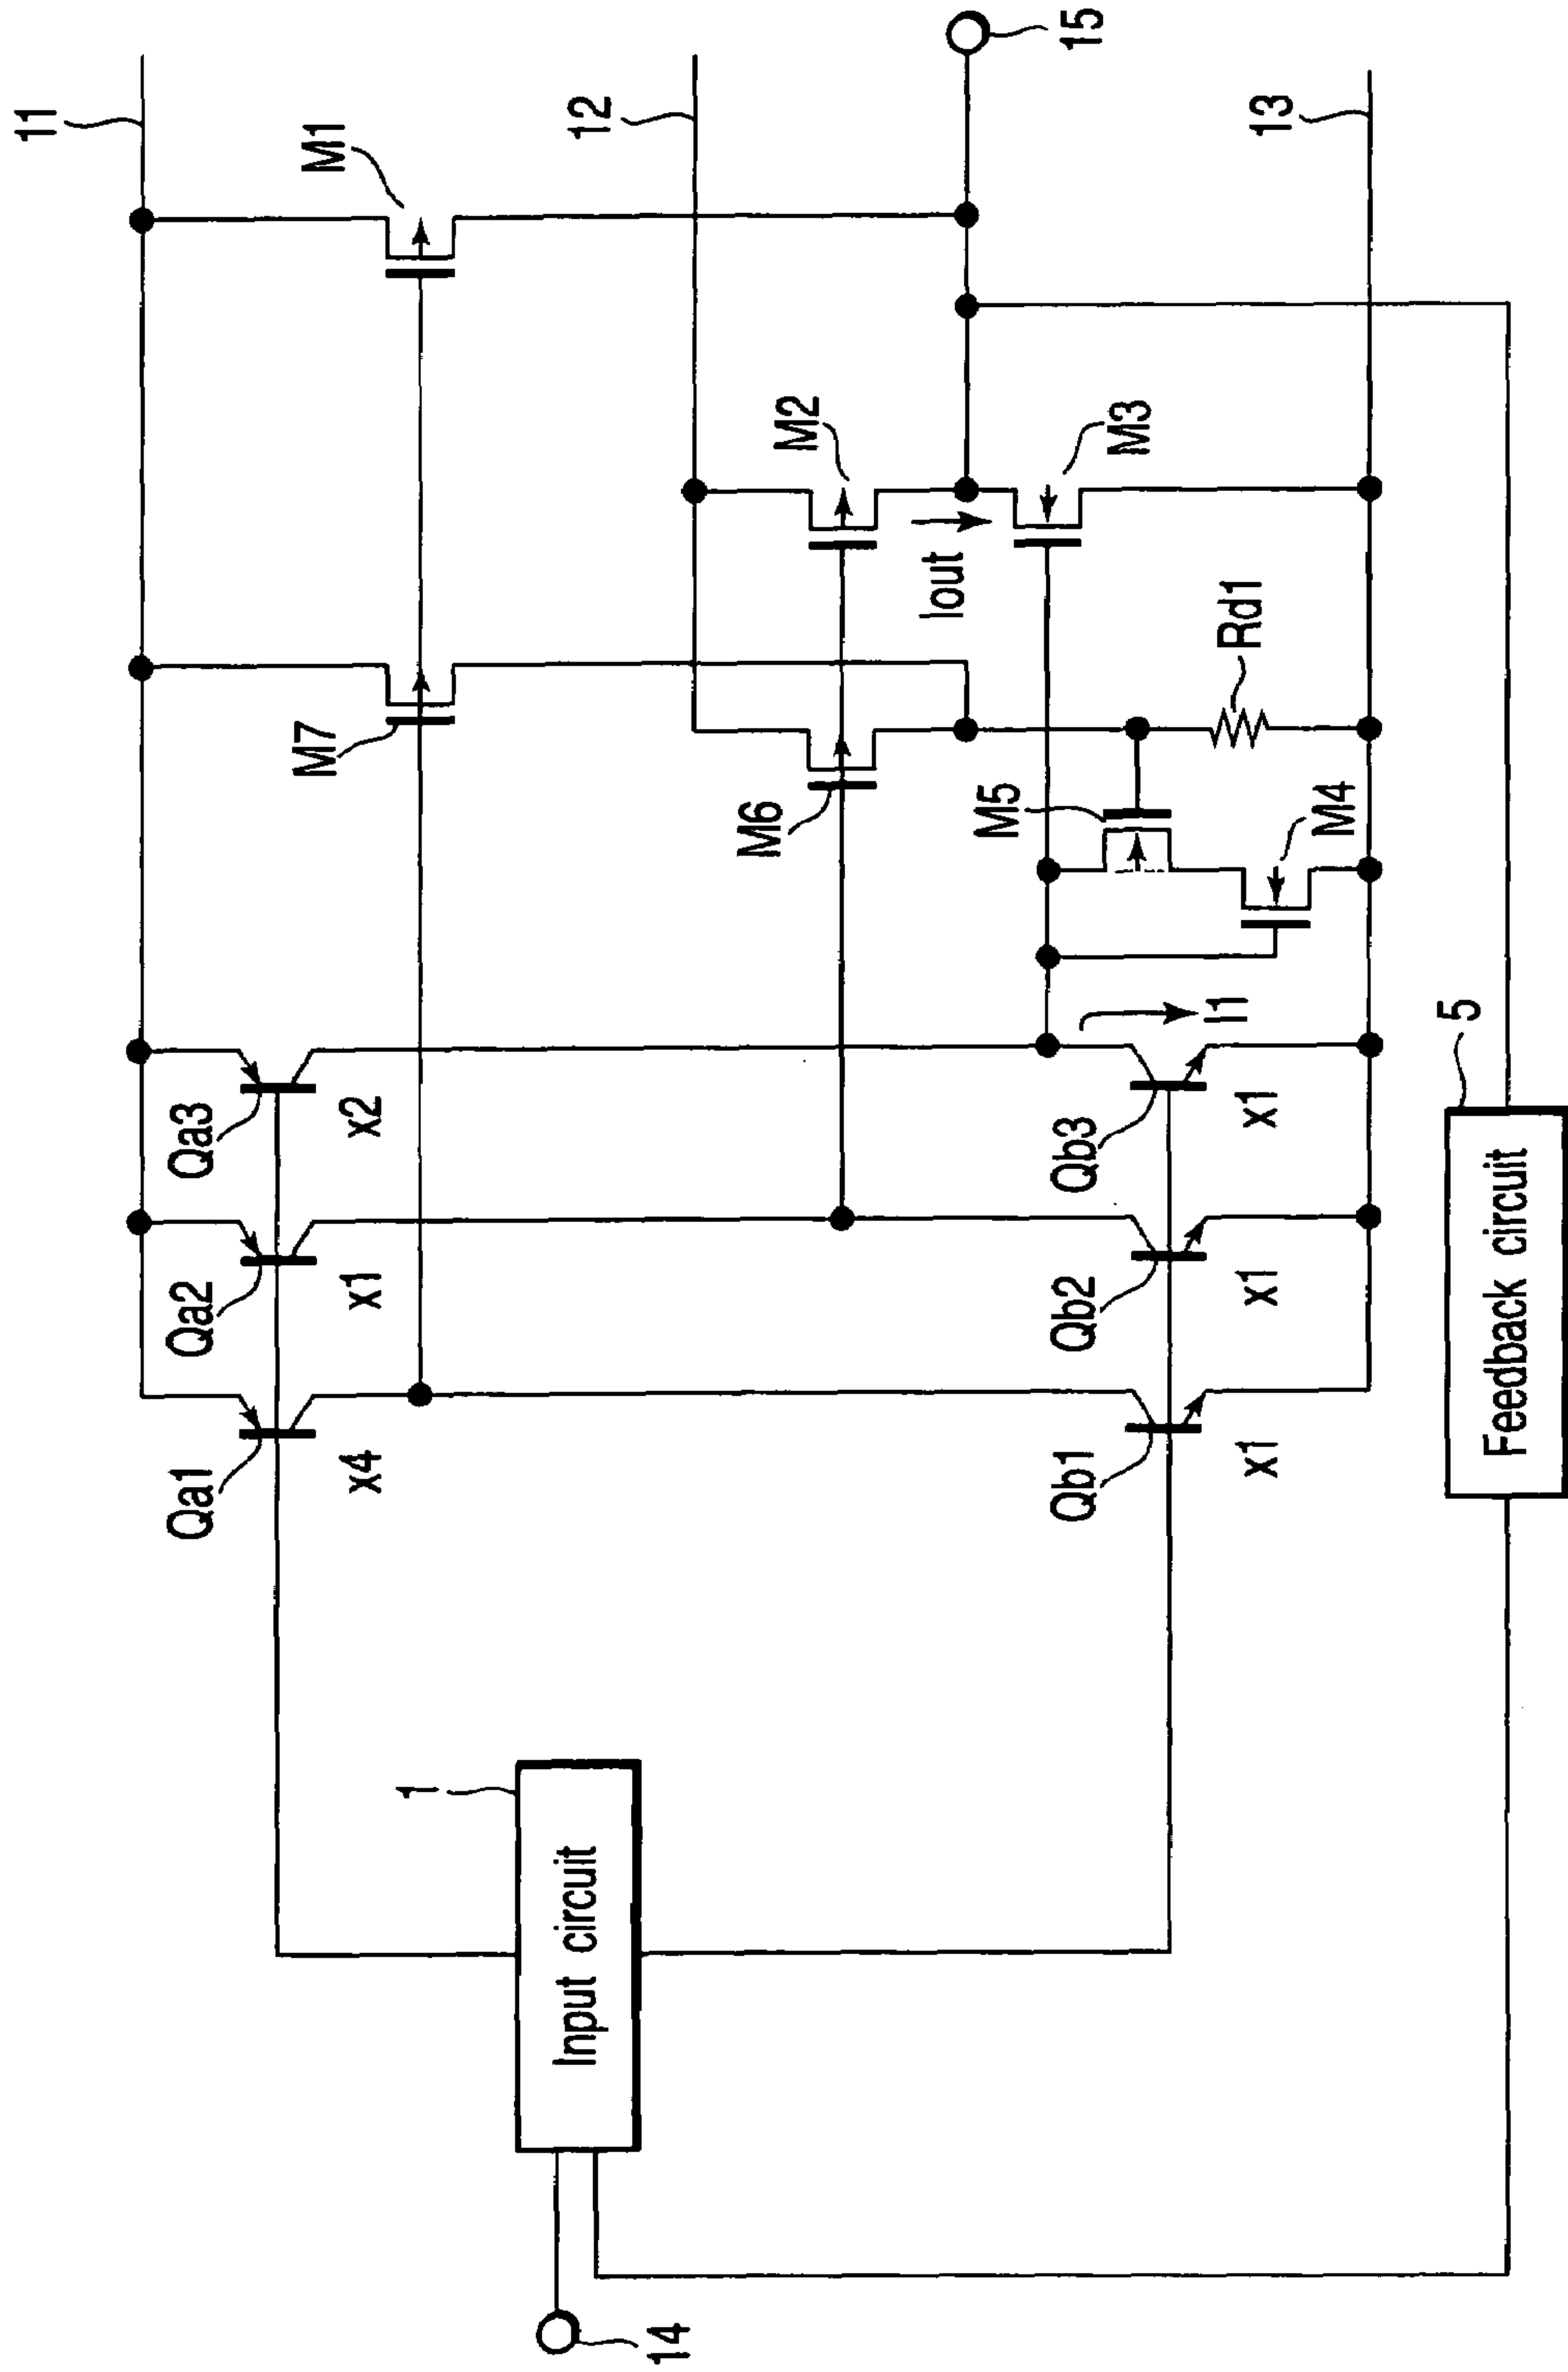 11
M1
12
15
13
M7
M2
M3
Iout
Rd1
M6
M5
M4
Qa3
x2
Qb3
x1
I1
5
Feedback circuit
Qa2
x1
Qb2
x1
Qa1
x4
Qb1
x1
1
Input circuit
14